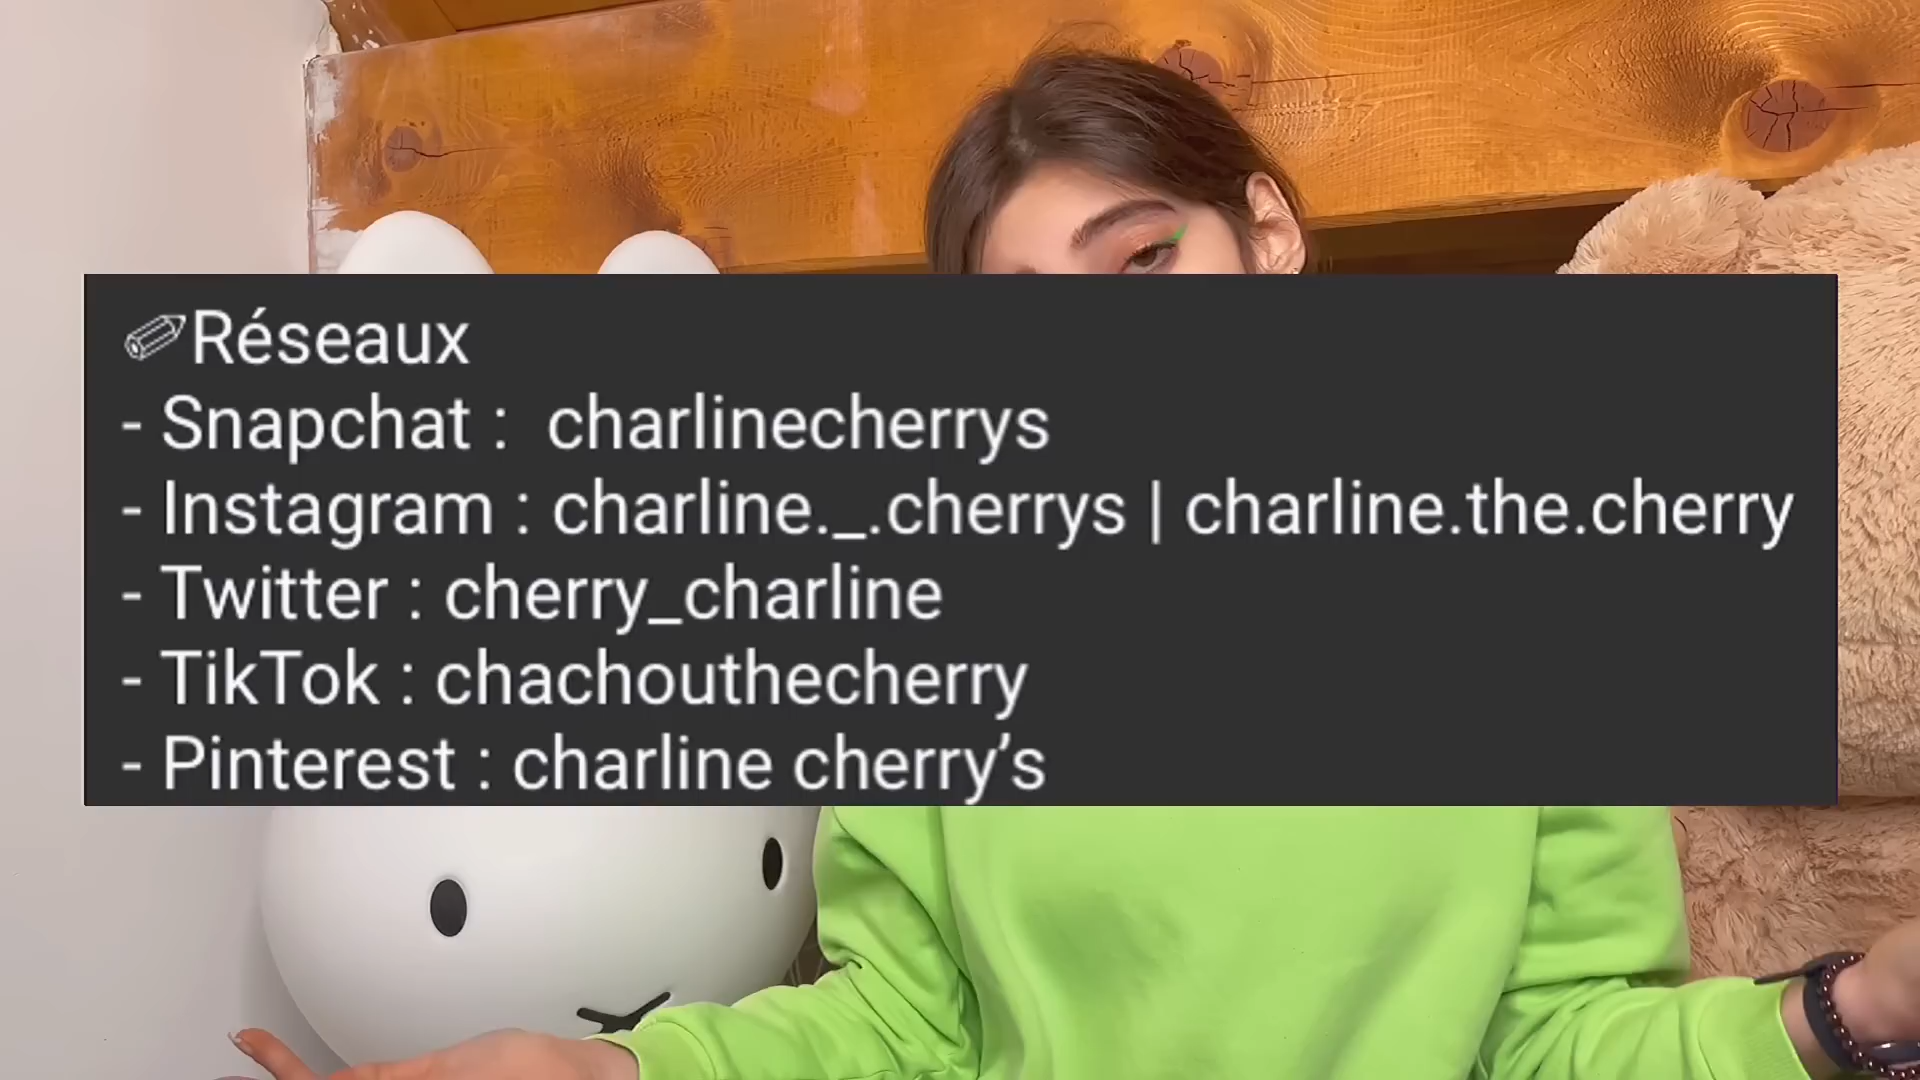 ✏Réseaux
- Snapchat :  charlinecherrys
- Instagram : charline._.cherrys | charline.the.cherry
- Twitter : cherry_charline
- TikTok : chachouthecherry
- Pinterest : charline cherry’s